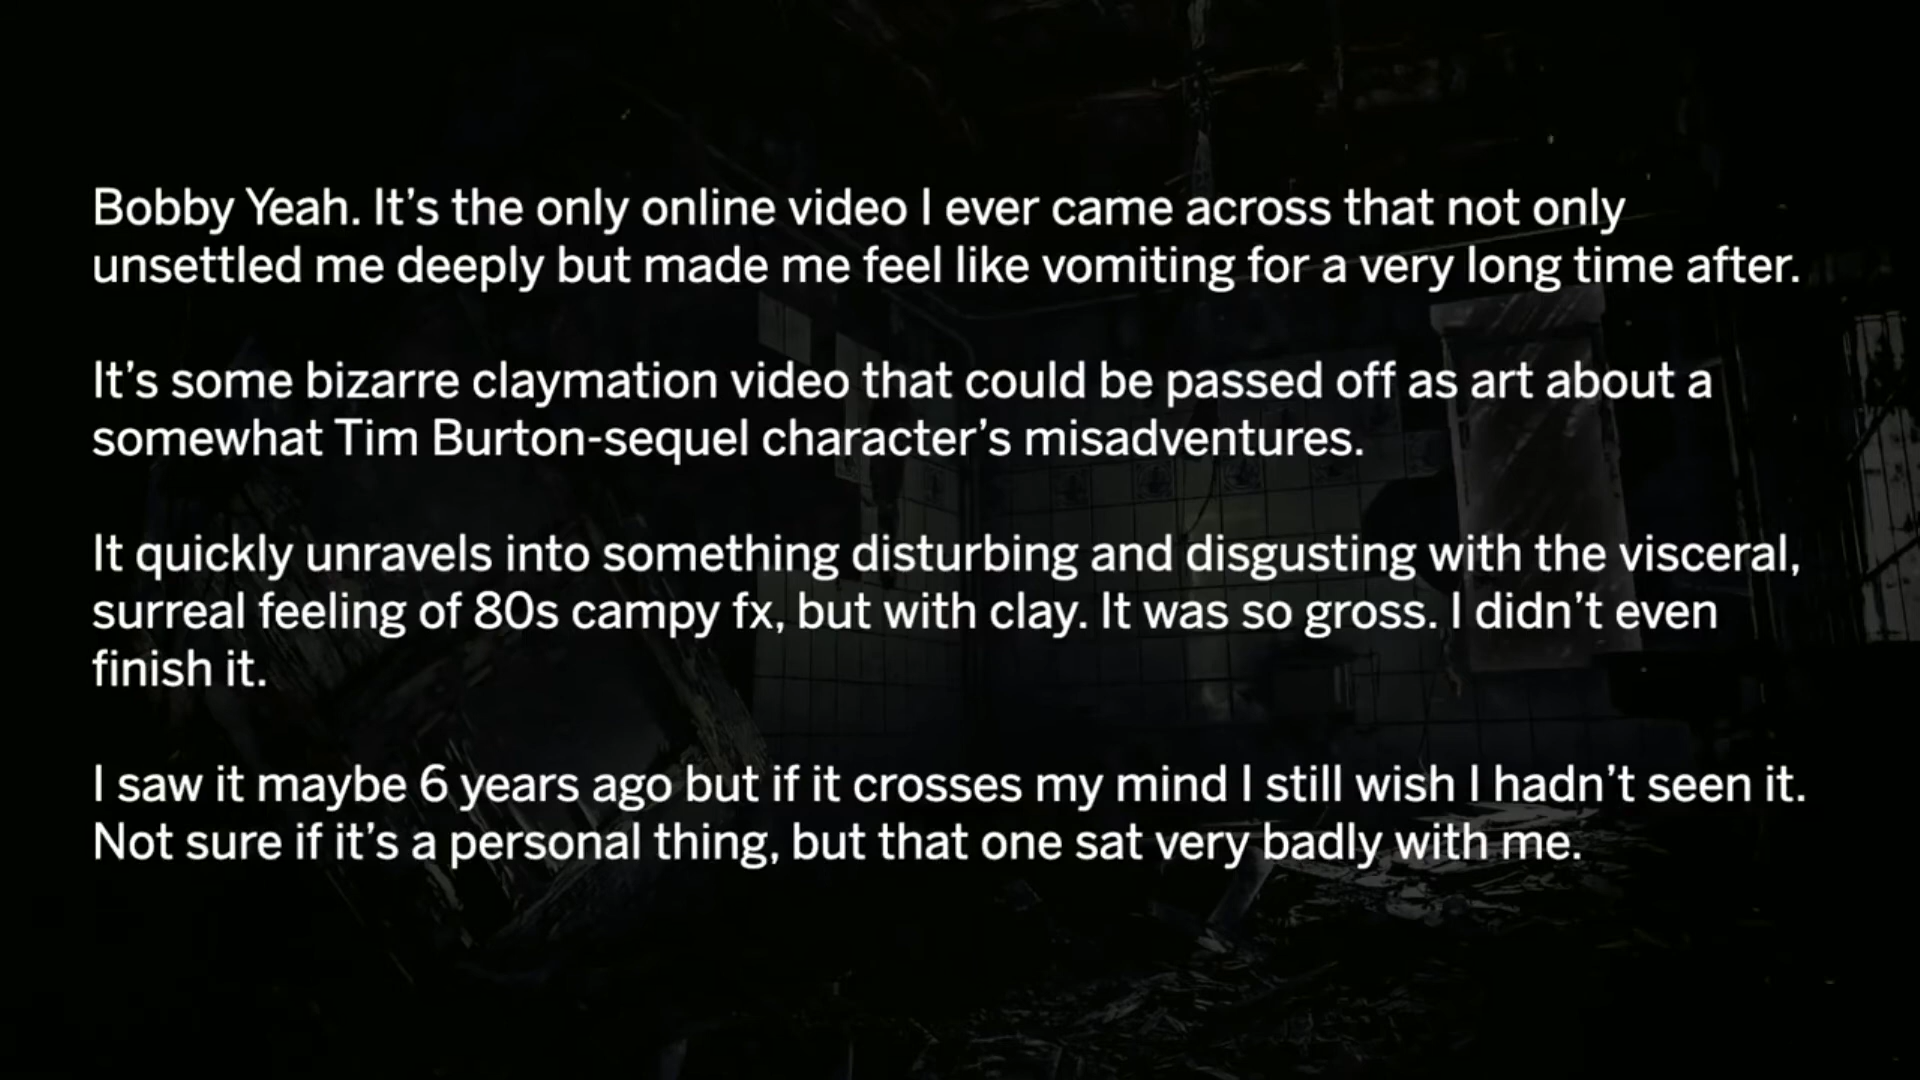 Bobby Yeah. It’s the only online video I ever came across that not only
unsettled me deeply but made me feel like vomiting for a very long time after.
It’s some bizarre claymation video that could be passed off as art about a
somewhat Tim Burton-sequel character’s misadventures.
It quickly unravels into something disturbing and disgusting with the visceral,
surreal feeling of 80s campy fx, but with clay. It was so gross. I didn’t even
finish it.
I saw it maybe 6 years ago but if it crosses my mind I still wish I hadn’t seen it.
Not sure if it’s a personal thing, but that one sat very badly with me.